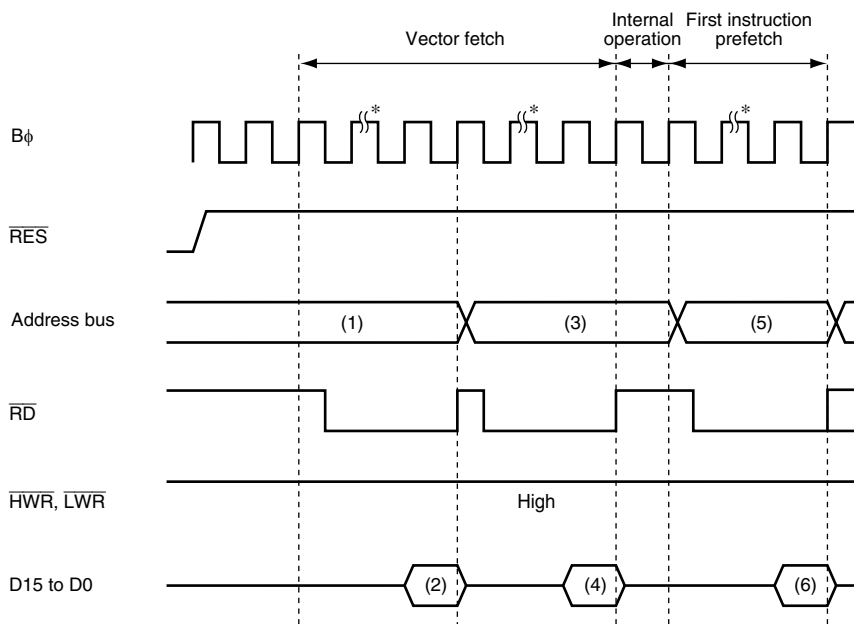 Vector fetch
Internal operation
First instruction prefetch
Bϕ
*
*
*
RES
Address bus
(1)
(3)
(5)
RD
HWR, LWR
High
D15 to D0
(2)
(4)
(6)